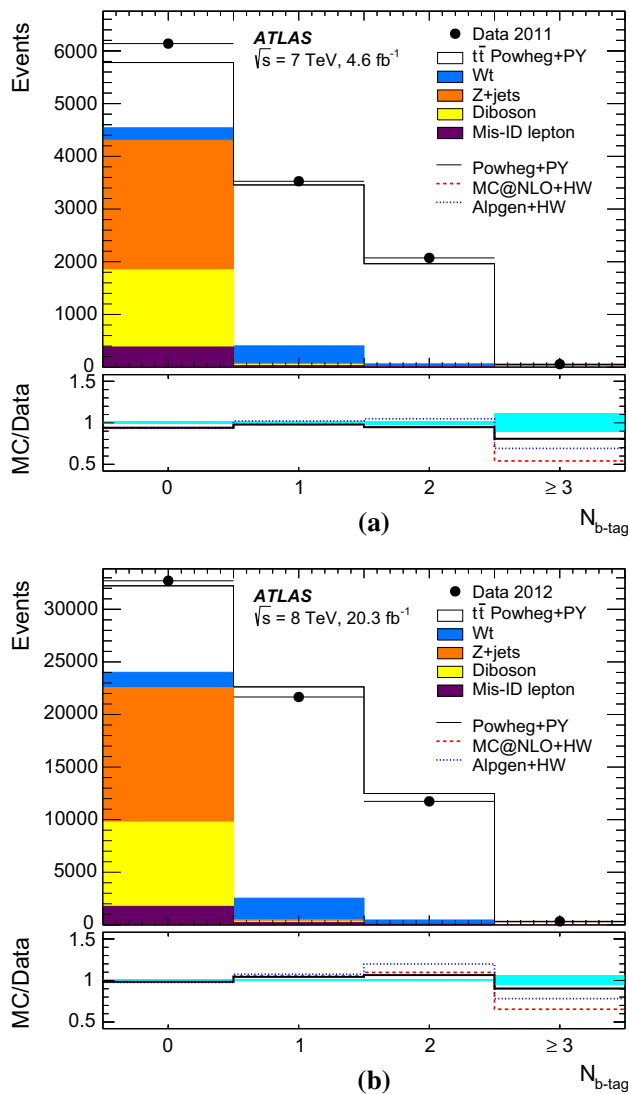 Events
6000
5000
4000
3000
2000
1000
0
ATLAS
√s = 7 TeV, 4.6 fb-1
Data 2011
tt̄ Powheg+PY
Wt
Z+jets
Diboson
Mis-ID lepton
Powheg+PY
MC@NLO+HW
Alpgen+HW
MC/Data
1.5
1
0.5
0 1 2 ≥ 3
Nb-tag
(a)
Events
30000
25000
20000
15000
10000
5000
0
ATLAS
√s = 8 TeV, 20.3 fb-1
Data 2012
tt̄ Powheg+PY
Wt
Z+jets
Diboson
Mis-ID lepton
Powheg+PY
MC@NLO+HW
Alpgen+HW
MC/Data
1.5
1
0.5
0 1 2 ≥ 3
Nb-tag
(b)